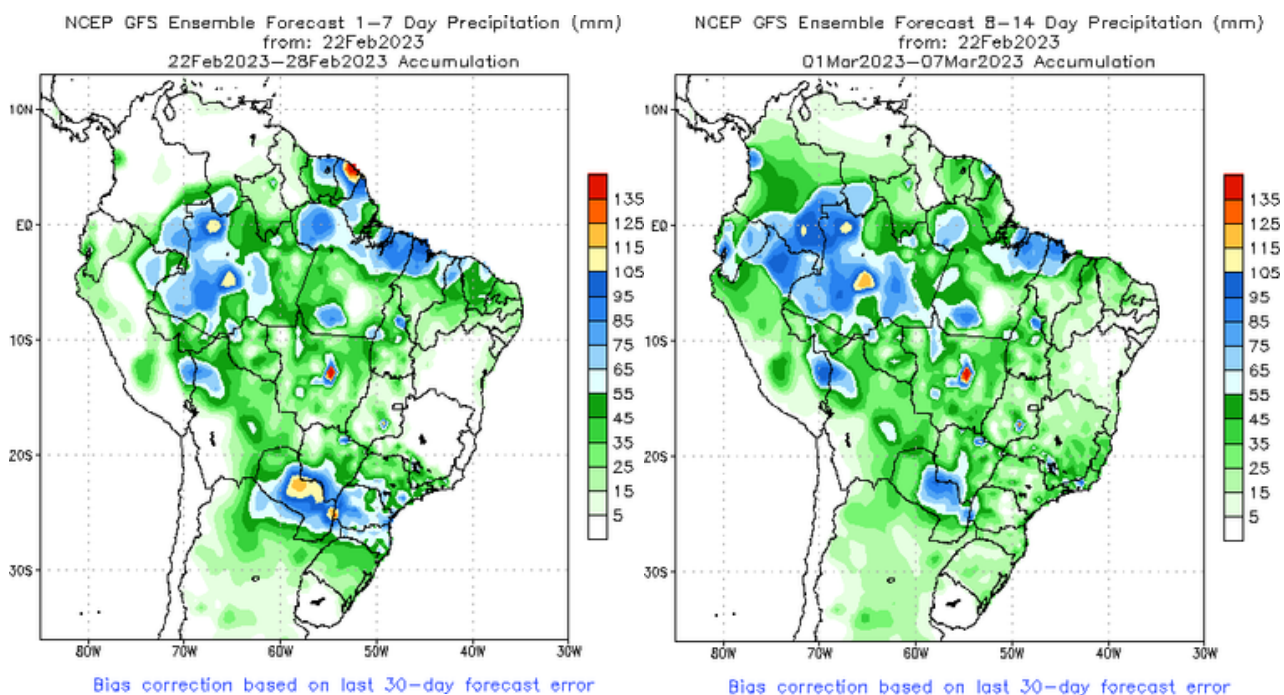 NCEP GFS Ensemble Forecast 1-7 Day Precipitation (mm)
from: 22Feb2023
22Feb2023-28Feb2023 Accumulation
10N
EQ
10S
20S
30S
80W
70W
60W
50W
40W
30W
135
125
115
105
95
85
75
65
55
45
35
25
15
5
Bias correction based on last 30-day forecast error
NCEP GFS Ensemble Forecast 8-14 Day Precipitation (mm)
from: 22Feb2023
01Mar2023-07Mar2023 Accumulation
10N
EQ
10S
20S
30S
80W
70W
60W
50W
40W
30W
135
125
115
105
95
85
75
65
55
45
35
25
15
5
Bias correction based on last 30-day forecast error